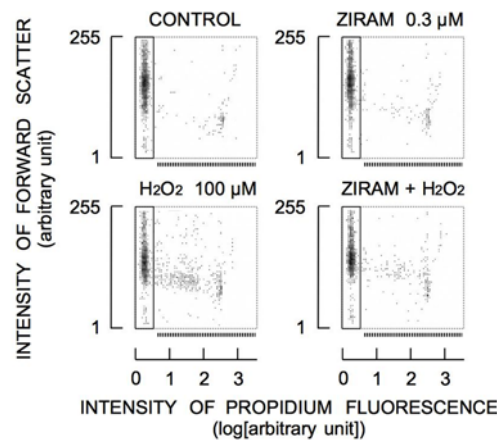 CONTROL
ZIRAM 0.3 µM
255
255
1
1
H2O2 100 µM
ZIRAM + H2O2
255
255
1
1
INTENSITY OF FORWARD SCATTER
(arbitrary unit)
0 1 2 3
0 1 2 3
INTENSITY OF PROPIDIUM FLUORESCENCE
(log[arbitrary unit])